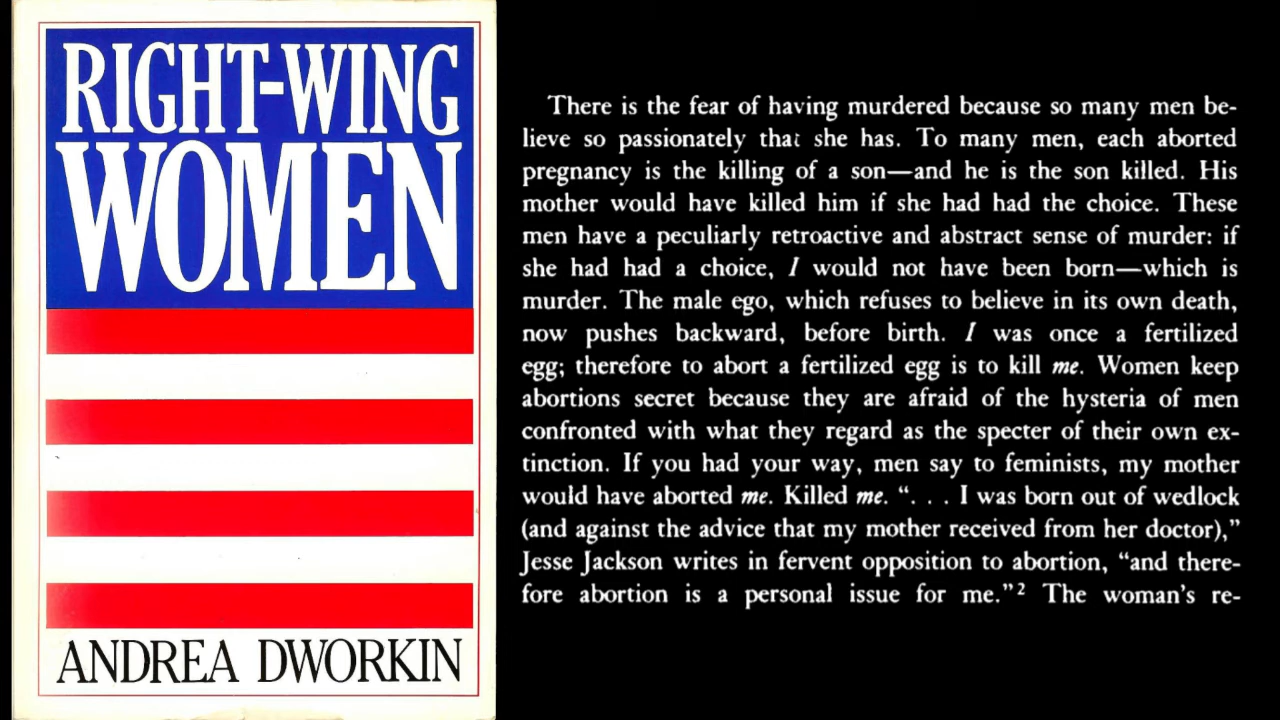 RIGHT-WING
WOMEN
ANDREA DWORKIN
There is the fear of having murdered because so many men be-
lieve so passionately that she has. To many men, each aborted
pregnancy is the killing of a son—and he is the son killed. His
mother would have killed him if she had had the choice. These
men have a peculiarly retroactive and abstract sense of murder: if
she had had a choice, I would not have been born—which is
murder. The male ego, which refuses to believe in its own death,
now pushes backward, before birth. I was once a fertilized
egg; therefore to abort a fertilized egg is to kill me. Women keep
abortions secret because they are afraid of the hysteria of men
confronted with what they regard as the specter of their own ex-
tinction. If you had your way, men say to feminists, my mother
would have aborted me. Killed me. “. . . I was born out of wedlock
(and against the advice that my mother received from her doctor),”
Jesse Jackson writes in fervent opposition to abortion, “and there-
fore abortion is a personal issue for me.”2 The woman's re-